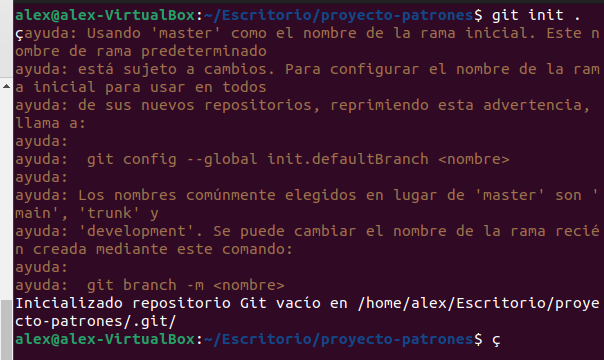 alex@alex-VirtualBox:~/Escritorio/proyecto-patrones$ git init .
çayuda: Usando 'master' como el nombre de la rama inicial. Este n
ombre de rama predeterminado
ayuda: está sujeto a cambios. Para configurar el nombre de la ram
a inicial para usar en todos
ayuda: de sus nuevos repositorios, reprimiendo esta advertencia,
llama a:
ayuda:
ayuda:  git config --global init.defaultBranch <nombre>
ayuda:
ayuda: Los nombres comúnmente elegidos en lugar de 'master' son '
main', 'trunk' y
ayuda: 'development'. Se puede cambiar el nombre de la rama recié
n creada mediante este comando:
ayuda:
ayuda:  git branch -m <nombre>
Inicializado repositorio Git vacío en /home/alex/Escritorio/proye
cto-patrones/.git/
alex@alex-VirtualBox:~/Escritorio/proyecto-patrones$ ç